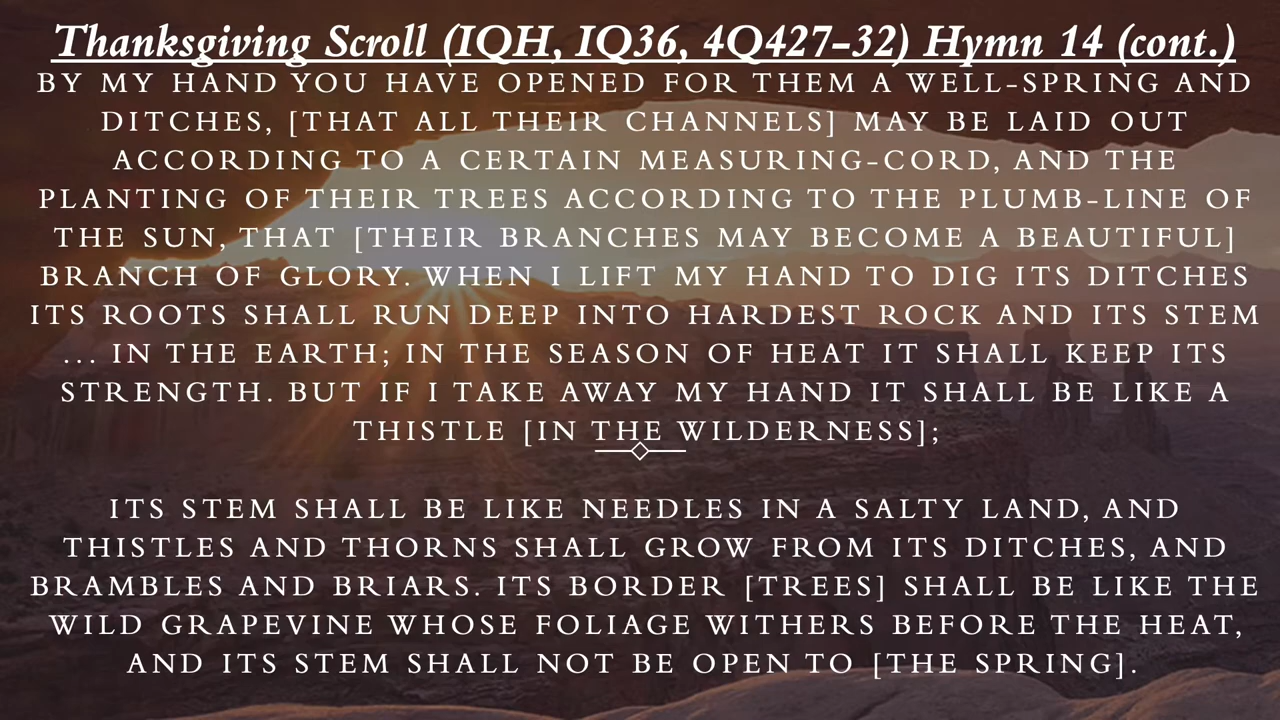 Thanksgiving Scroll (IQH, IQ36, 4Q427-32) Hymn 14 (cont.)
BY MY HAND YOU HAVE OPENED FOR THEM A WELL-SPRING AND
DITCHES, [THAT ALL THEIR CHANNELS] MAY BE LAID OUT
ACCORDING TO A CERTAIN MEASURING-CORD, AND THE
PLANTING OF THEIR TREES ACCORDING TO THE PLUMB-LINE OF
THE SUN, THAT [THEIR BRANCHES MAY BECOME A BEAUTIFUL]
BRANCH OF GLORY. WHEN I LIFT MY HAND TO DIG ITS DITCHES
ITS ROOTS SHALL RUN DEEP INTO HARDEST ROCK AND ITS STEM
... IN THE EARTH; IN THE SEASON OF HEAT IT SHALL KEEP ITS
STRENGTH. BUT IF I TAKE AWAY MY HAND IT SHALL BE LIKE A
THISTLE [IN THE WILDERNESS];
ITS STEM SHALL BE LIKE NEEDLES IN A SALTY LAND, AND
THISTLES AND THORNS SHALL GROW FROM ITS DITCHES, AND
BRAMBLES AND BRIARS. ITS BORDER [TREES] SHALL BE LIKE THE
WILD GRAPEVINE WHOSE FOLIAGE WITHERS BEFORE THE HEAT,
AND ITS STEM SHALL NOT BE OPEN TO [THE SPRING].